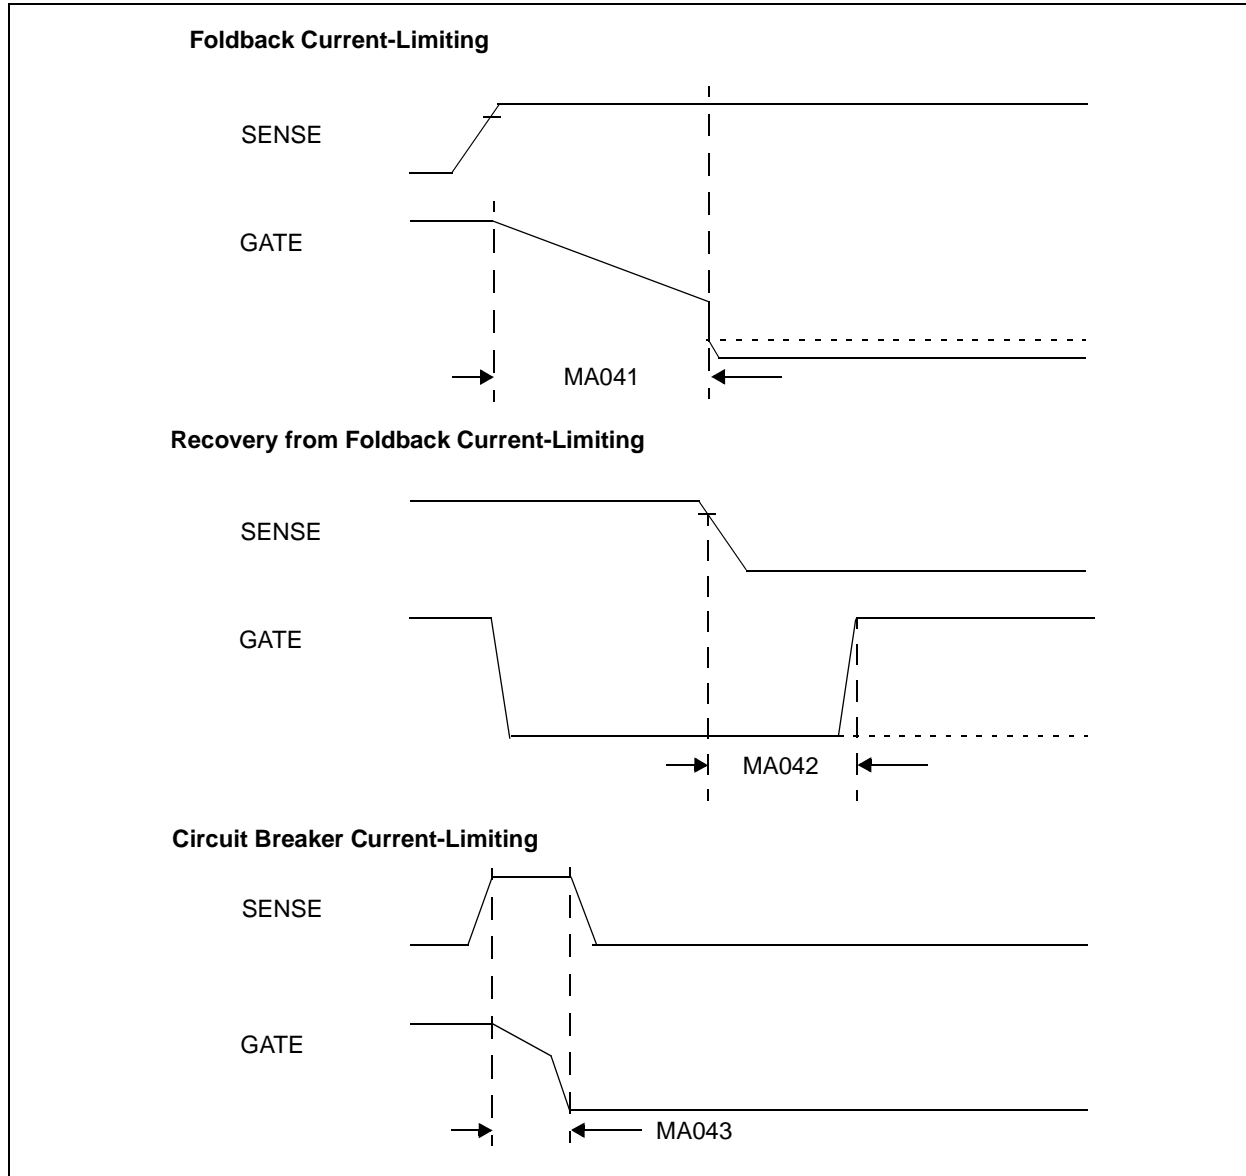 Foldback Current-Limiting
SENSE
GATE
MA041
Recovery from Foldback Current-Limiting
SENSE
GATE
MA042
Circuit Breaker Current-Limiting
SENSE
GATE
MA043